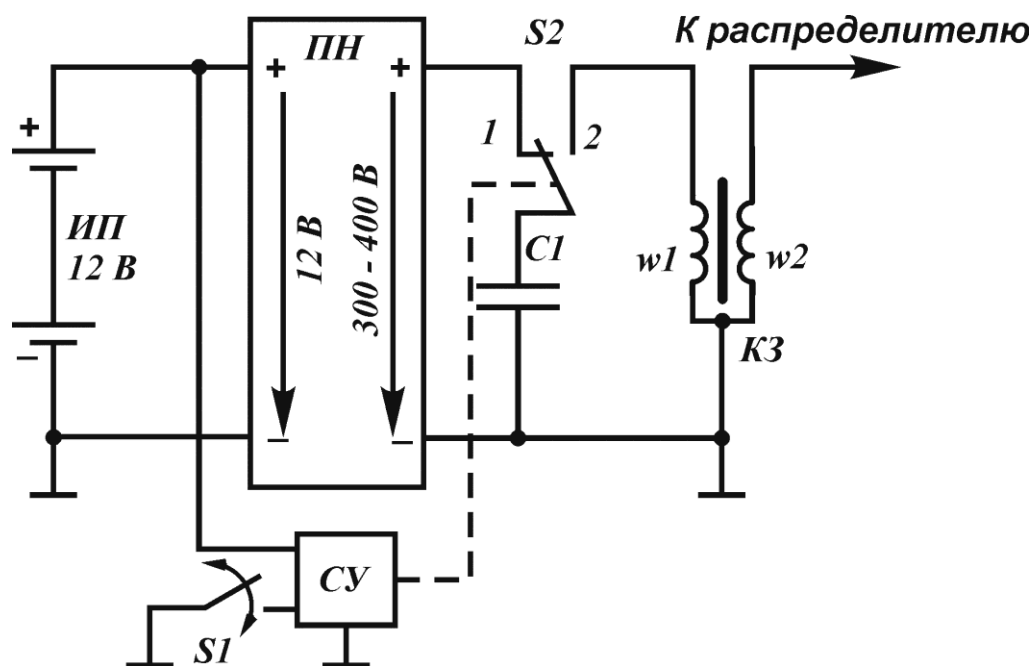 ПН
S2
К распределителю
+
+
+
1
2
ИП
12 В
12 В
300 - 400 В
C1
w1
w2
КЗ
−
−
−
СУ
S1